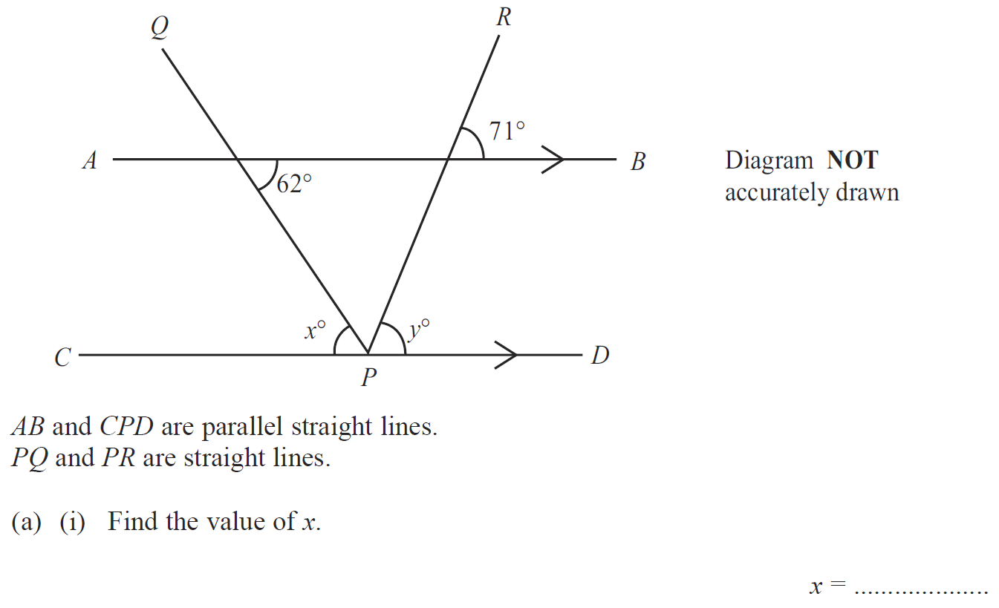 Q
R
71°
A
B
62°
Diagram NOT
accurately drawn
x°
y°
C
D
P
AB and CPD are parallel straight lines.
PQ and PR are straight lines.
(a) (i) Find the value of x.
x = ....................